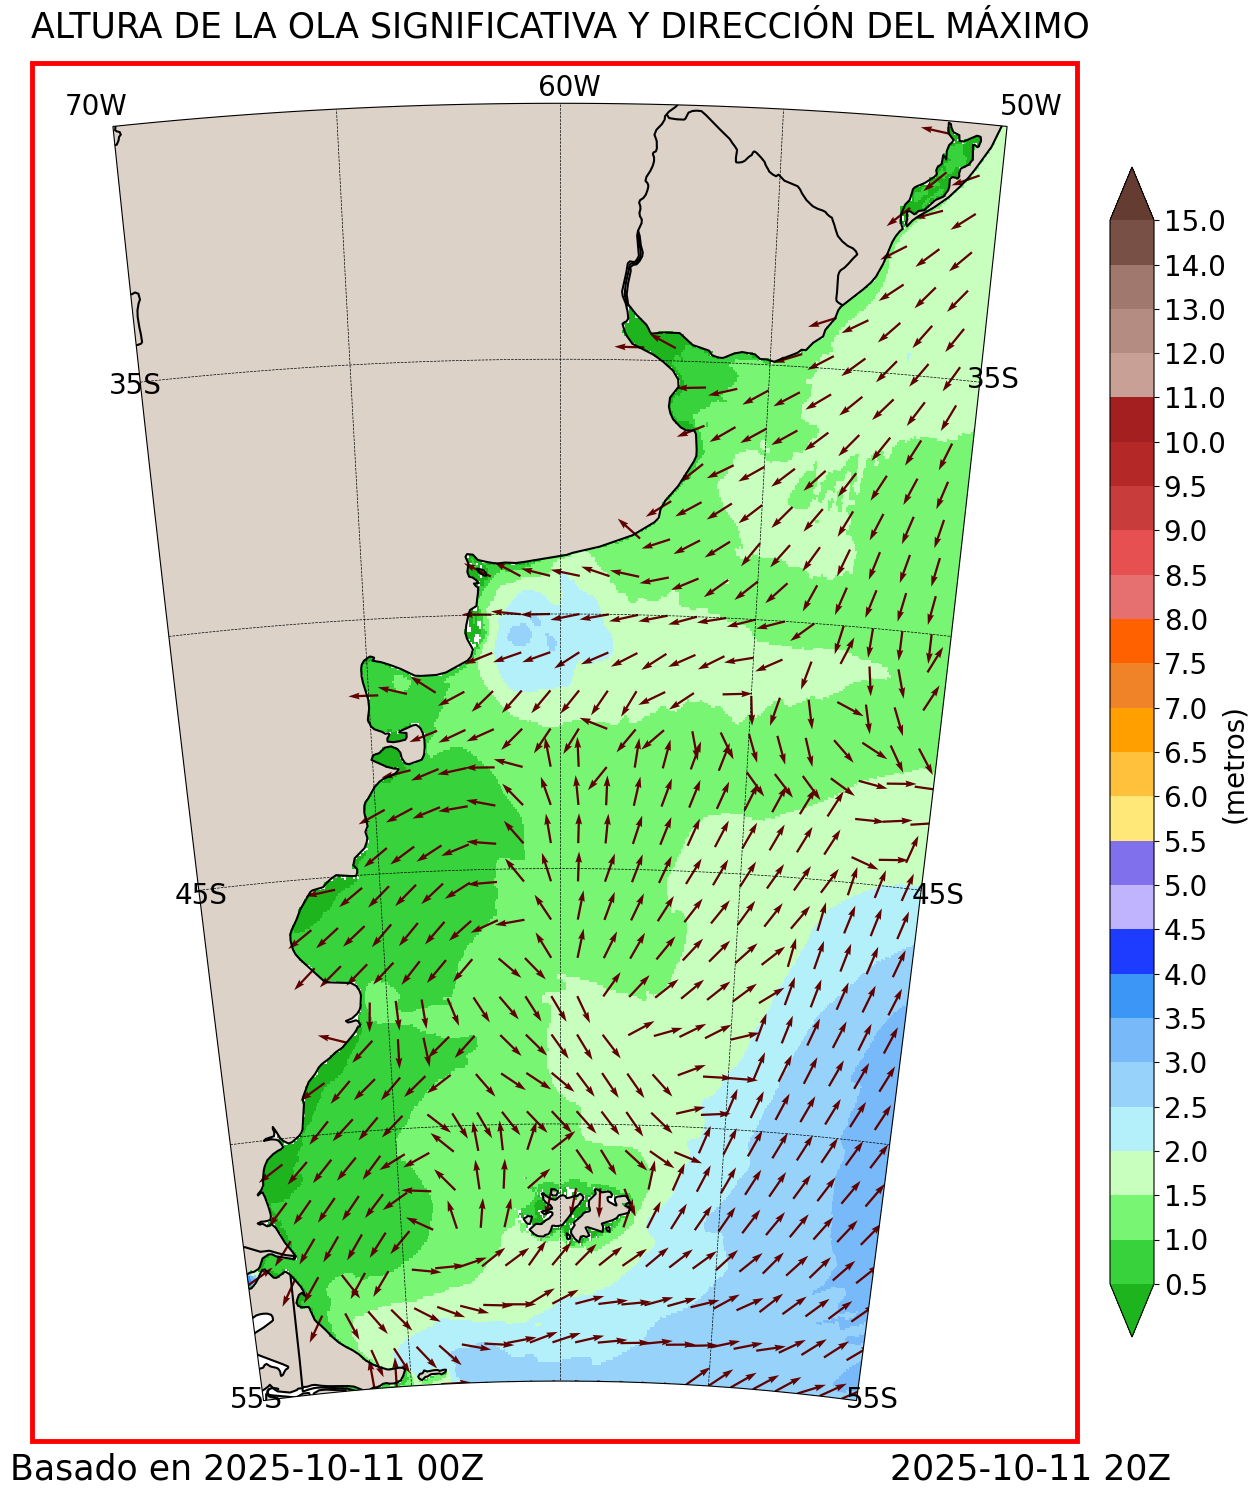 ALTURA DE LA OLA SIGNIFICATIVA Y DIRECCIÓN DEL MÁXIMO
70W
60W
50W
35S
35S
45S
45S
55S
55S
15.0
14.0
13.0
12.0
11.0
10.0
9.5
9.0
8.5
8.0
7.5
7.0
6.5
6.0
5.5
5.0
4.5
4.0
3.5
3.0
2.5
2.0
1.5
1.0
0.5
(metros)
Basado en 2025-10-11 00Z
2025-10-11 20Z